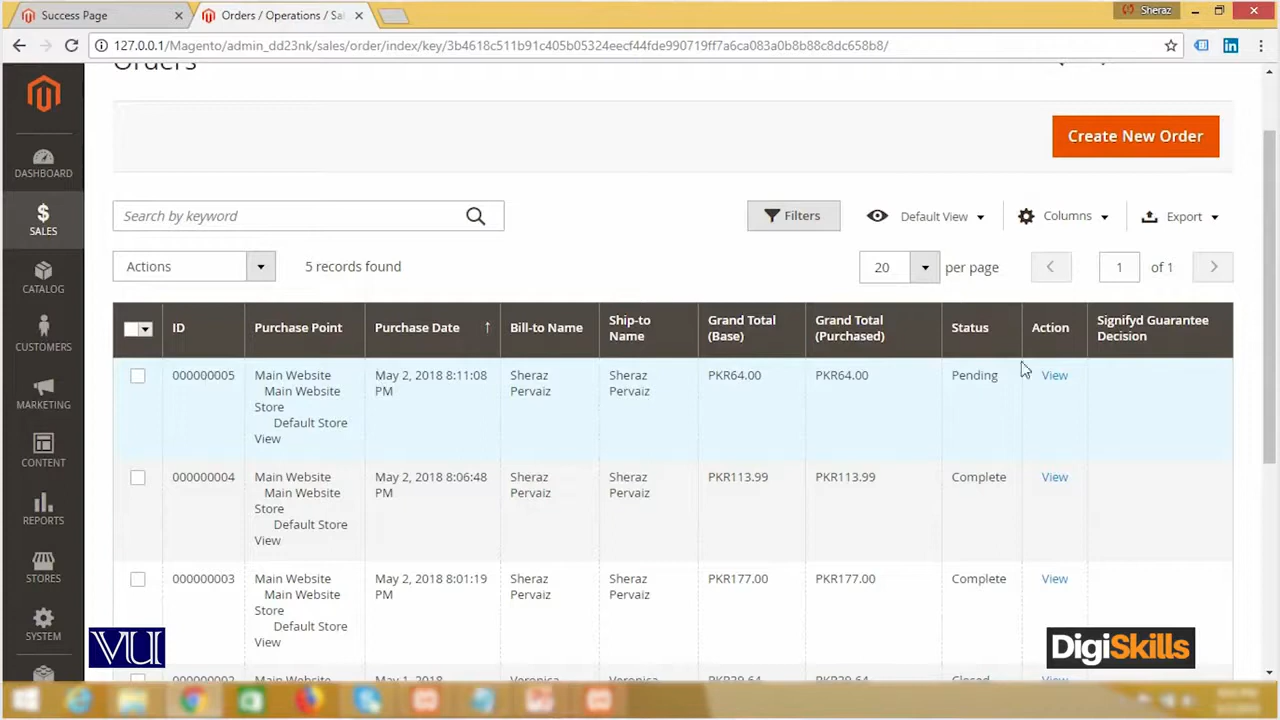 Success Page
Orders / Operations / Sal
Sheraz
127.0.0.1/Magento/admin_dd23nk/sales/order/index/key/3b4618c511b91c405b05324eecf44fde990719ff7a6ca083a0b8b88c8dc658b8/
Orders
Create New Order
DASHBOARD
SALES
CATALOG
CUSTOMERS
MARKETING
CONTENT
REPORTS
STORES
SYSTEM
Search by keyword
Filters
Default View
Columns
Export
Actions
5 records found
20
per page
1
of 1
ID
Purchase Point
Purchase Date ↑
Bill-to Name
Ship-to
Name
Grand Total
(Base)
Grand Total
(Purchased)
Status
Action
Signifyd Guarantee
Decision
000000005
Main Website
Main Website
Store
Default Store
View
May 2, 2018 8:11:08
PM
Sheraz
Pervaiz
Sheraz
Pervaiz
PKR64.00
PKR64.00
Pending
View
000000004
Main Website
Main Website
Store
Default Store
View
May 2, 2018 8:06:48
PM
Sheraz
Pervaiz
Sheraz
Pervaiz
PKR113.99
PKR113.99
Complete
View
000000003
Main Website
Main Website
Store
Default Store
View
May 2, 2018 8:01:19
PM
Sheraz
Pervaiz
Sheraz
Pervaiz
PKR177.00
PKR177.00
Complete
View
VU
DigiSkills